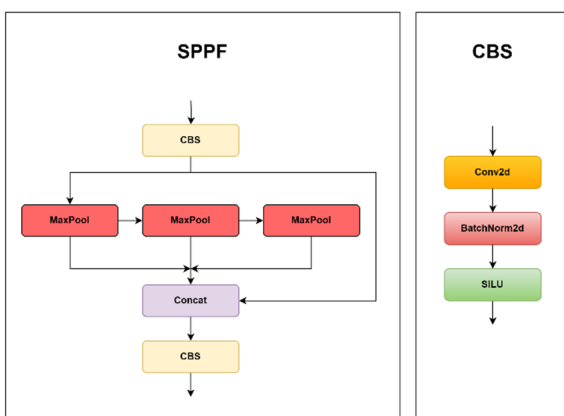 SPPF
CBS
MaxPool
MaxPool
MaxPool
Concat
CBS
CBS
Conv2d
BatchNorm2d
SILU